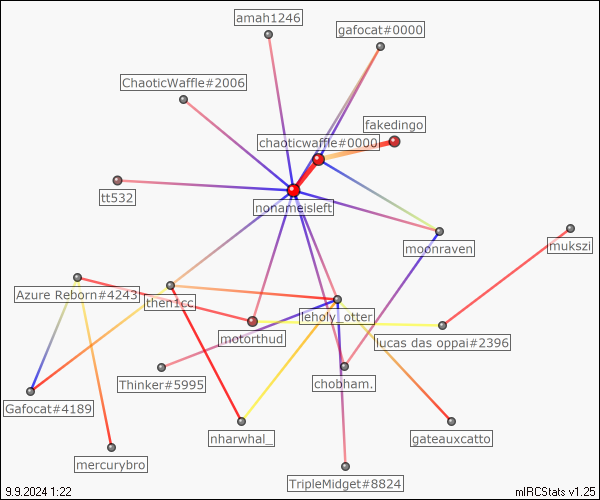 amah1246
gafocat#0000
ChaoticWaffle#2006
fakedingo
chaoticwaffle#0000
tt532
nonameisleft
moonraven
mukszi
Azure Reborn#4243
then1cc
leholy_otter
motorthud
lucas das oppai#2396
Thinker#5995
chobham.
Gafocat#4189
nharwhal_
gateauxcatto
mercurybro
TripleMidget#8824
9.9.2024 1:22
mIRCStats v1.25